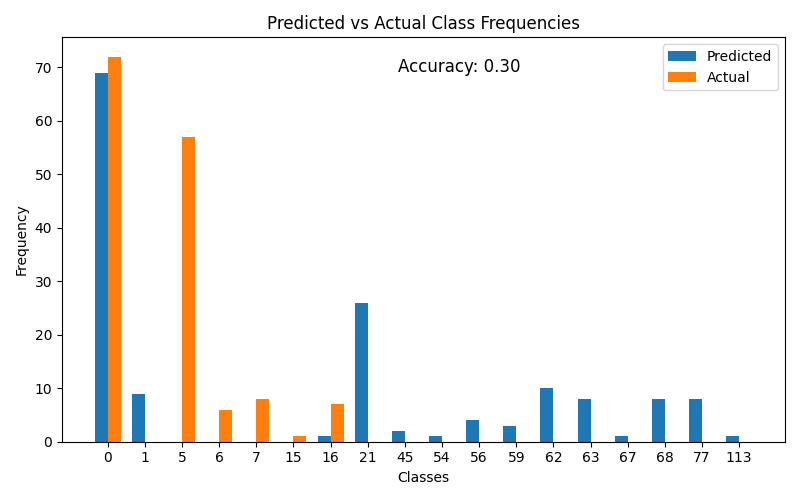 Predicted vs Actual Class Frequencies
Accuracy: 0.30
Predicted
Actual
Frequency
70
60
50
40
30
20
10
0
0 1 5 6 7 15 16 21 45 54 56 59 62 63 67 68 77 113
Classes